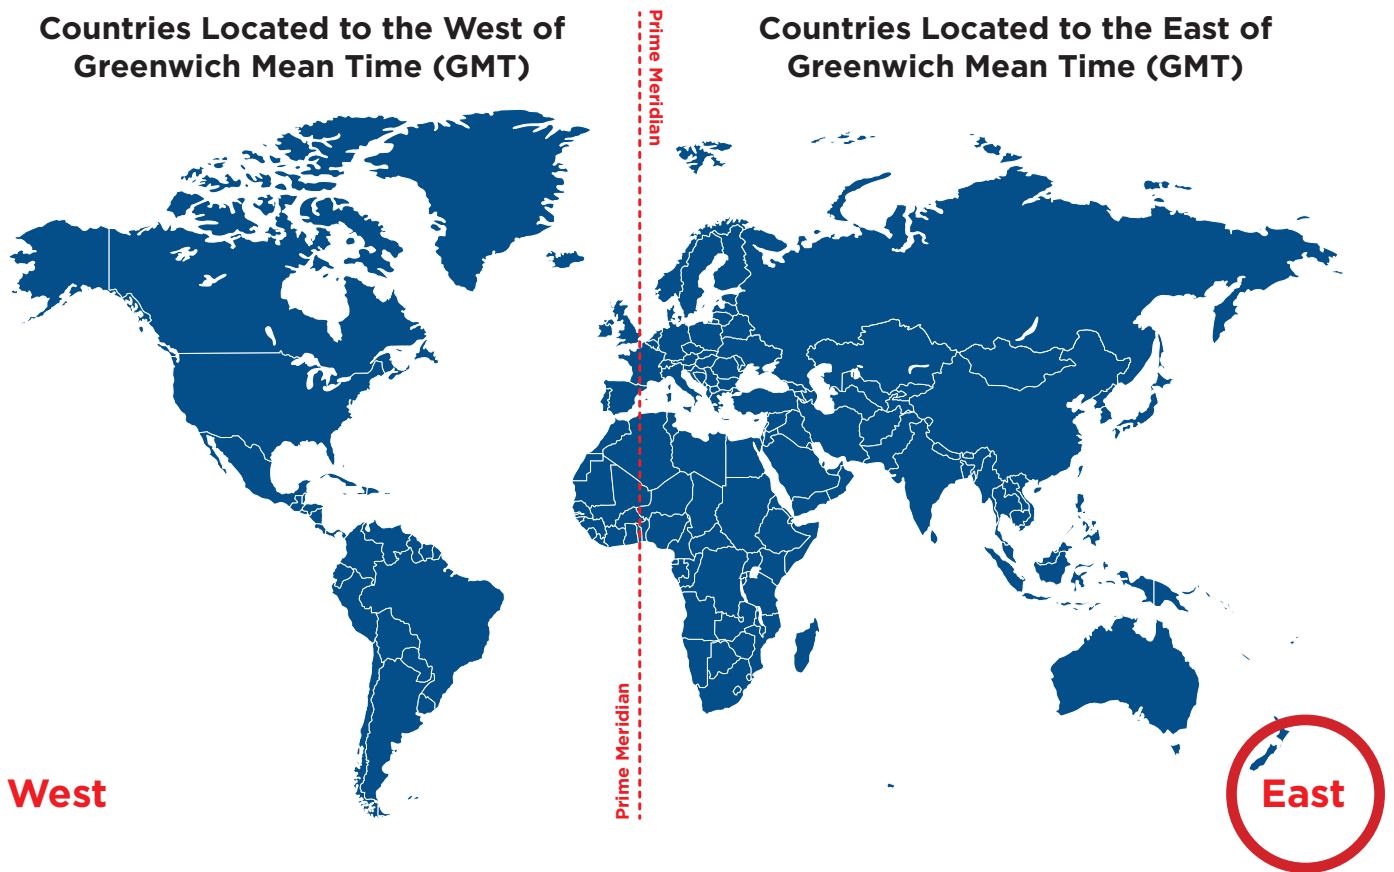 Countries Located to the West of
Greenwich Mean Time (GMT)
Prime Meridian
Countries Located to the East of
Greenwich Mean Time (GMT)
Prime Meridian
West
East